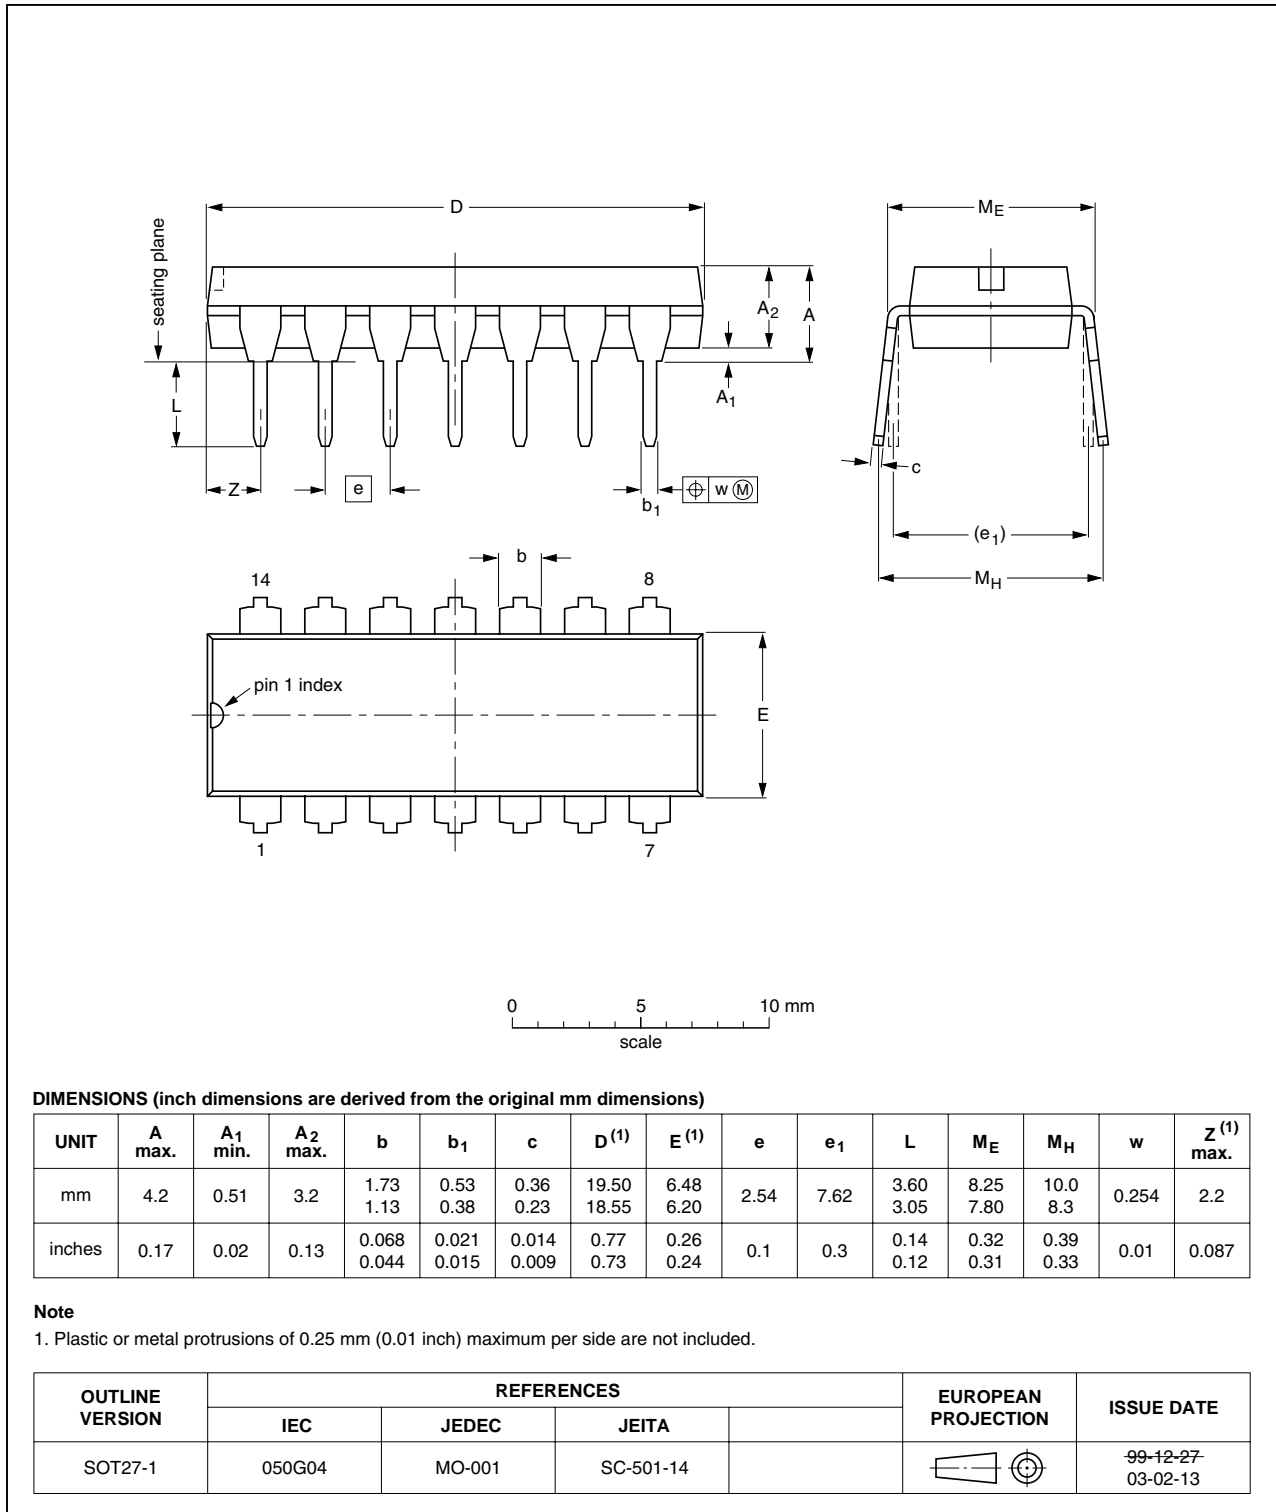 D
M_E
seating plane
A_2
A
L
A_1
Z
e
b_1
w M
c
(e_1)
M_H
b
14
8
pin 1 index
E
1
7
0 5 10 mm
scale
DIMENSIONS (inch dimensions are derived from the original mm dimensions)
UNIT A max. A_1 min. A_2 max. b b_1 c D(1) E(1) e e_1 L M_E M_H w Z(1) max.
mm 4.2 0.51 3.2 1.73 1.13 0.53 0.38 0.36 0.23 19.50 18.55 6.48 6.20 2.54 7.62 3.60 3.05 8.25 7.80 10.0 8.3 0.254 2.2
inches 0.17 0.02 0.13 0.068 0.044 0.021 0.015 0.014 0.009 0.77 0.73 0.26 0.24 0.1 0.3 0.14 0.12 0.32 0.31 0.39 0.33 0.01 0.087
Note
1. Plastic or metal protrusions of 0.25 mm (0.01 inch) maximum per side are not included.
OUTLINE VERSION REFERENCES EUROPEAN PROJECTION ISSUE DATE
IEC JEDEC JEITA
SOT27-1 050G04 MO-001 SC-501-14 99-12-27
03-02-13